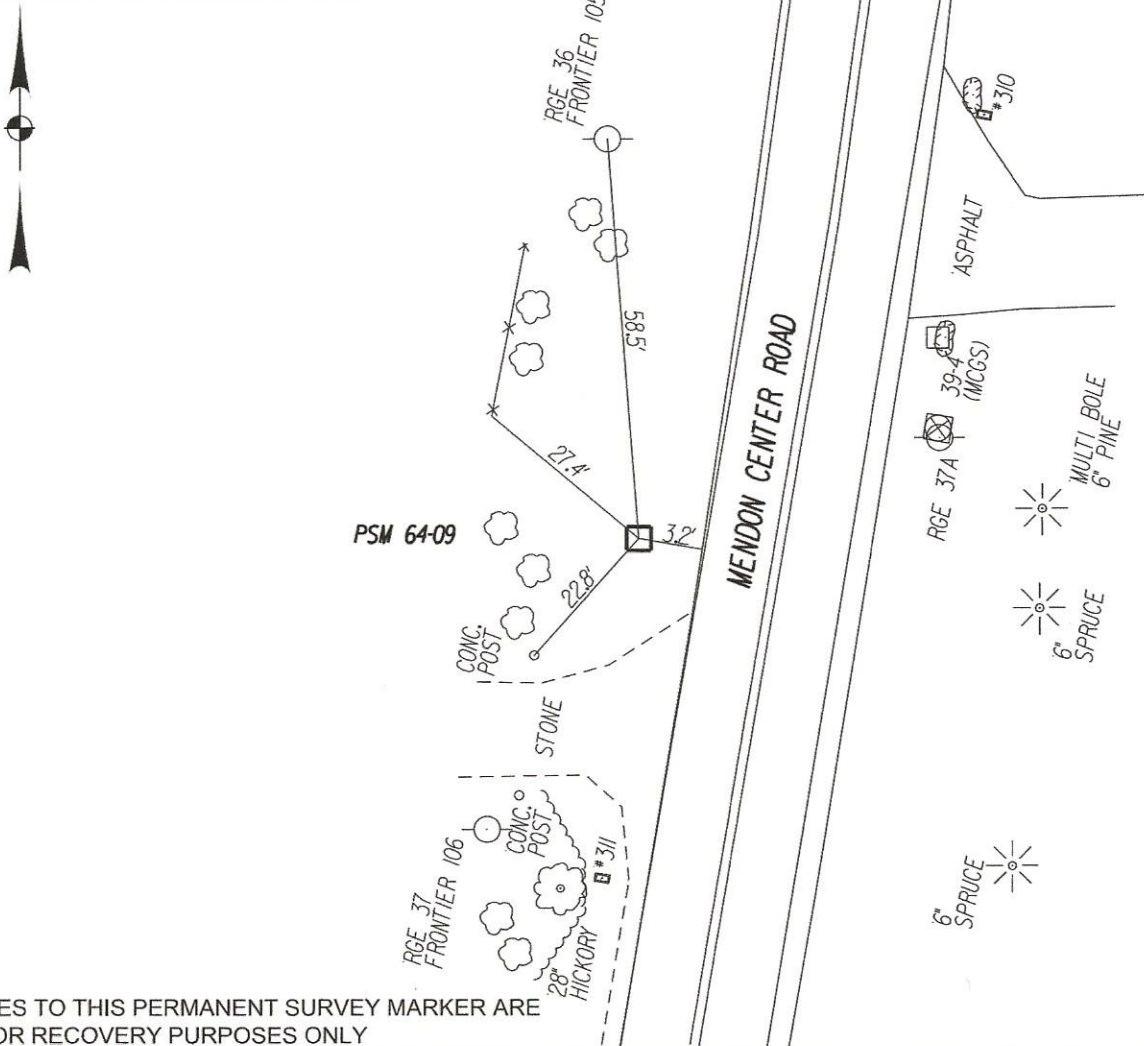 RGE 36
FRONTIER 105
#310
ASPHALT
58.5'
39-4
(MCGS)
MENDON CENTER ROAD
27.4'
MULTI BOLE
6" PINE
RGE 37A
PSM 64-09
3.2'
22.8'
6"
SPRUCE
CONC.
POST
STONE
CONC.
POST
#311
RGE 37
FRONTIER 106
6"
SPRUCE
28"
HICKORY
ES TO THIS PERMANENT SURVEY MARKER ARE
OR RECOVERY PURPOSES ONLY